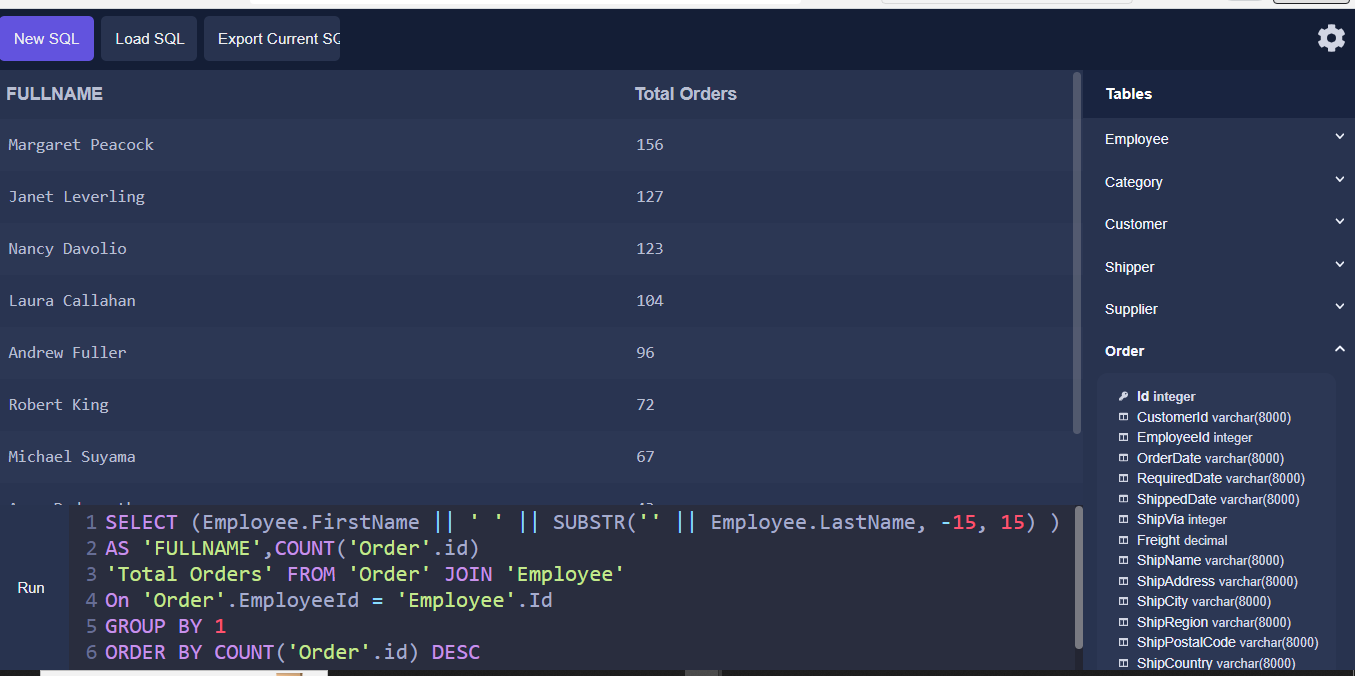 New SQL Load SQL Export Current SQ
FULLNAME Total Orders
Margaret Peacock 156
Janet Leverling 127
Nancy Davolio 123
Laura Callahan 104
Andrew Fuller 96
Robert King 72
Michael Suyama 67
Run
1 SELECT (Employee.FirstName || ' ' || SUBSTR('' || Employee.LastName, -15, 15) )
2 AS 'FULLNAME',COUNT('Order'.id)
3 'Total Orders' FROM 'Order' JOIN 'Employee'
4 On 'Order'.EmployeeId = 'Employee'.Id
5 GROUP BY 1
6 ORDER BY COUNT('Order'.id) DESC
Tables
Employee
Category
Customer
Shipper
Supplier
Order
Id integer
CustomerId varchar(8000)
EmployeeId integer
OrderDate varchar(8000)
RequiredDate varchar(8000)
ShippedDate varchar(8000)
ShipVia integer
Freight decimal
ShipName varchar(8000)
ShipAddress varchar(8000)
ShipCity varchar(8000)
ShipRegion varchar(8000)
ShipPostalCode varchar(8000)
ShipCountry varchar(8000)